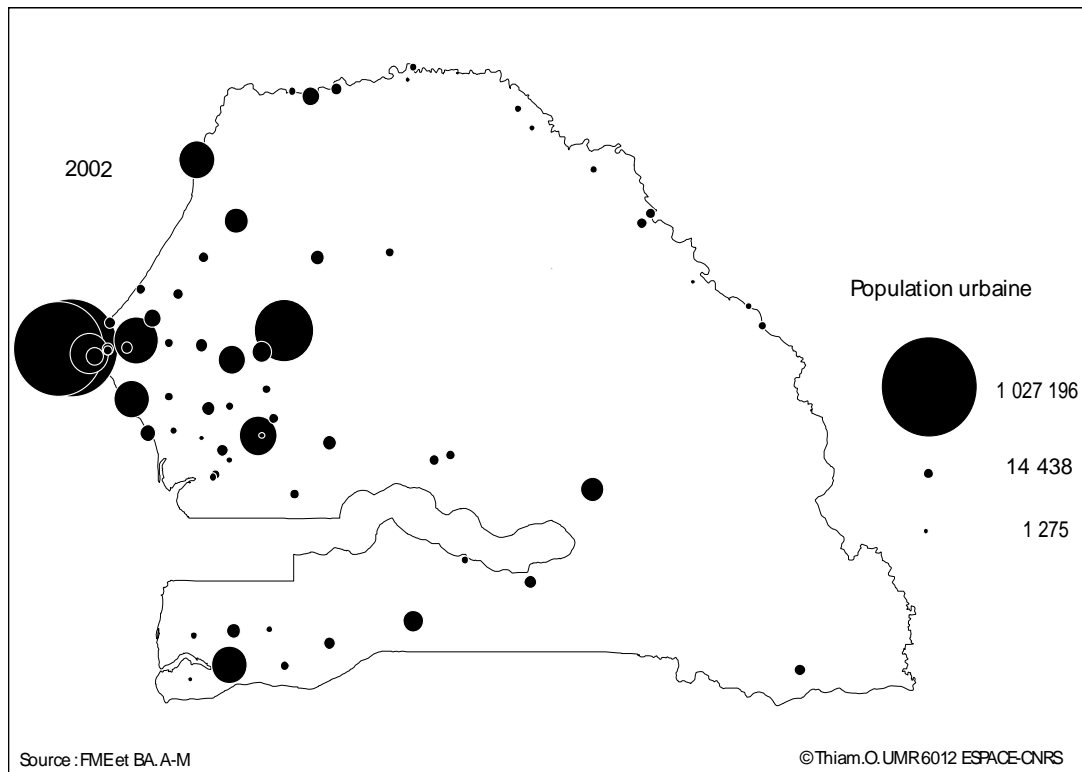 2002
Population urbaine
1 027 196
14 438
1 275
Source : FME et BA. A-M
©Thiam.O. UMR 6012 ESPACE-CNRS